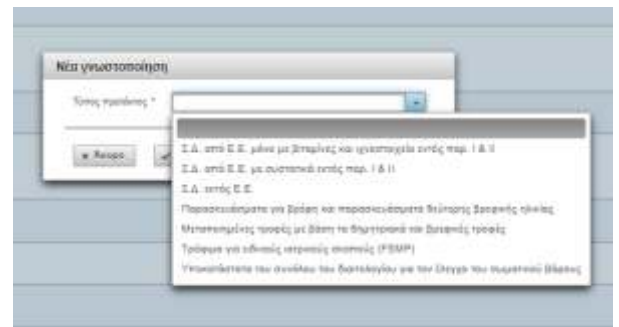 Νέα γνωστοποίηση
Τύπος προϊόντος *
Άκυρο
Σ.Δ. από Ε.Ε. μόνο με βιταμίνες και ιχνοστοιχεία εντός παρ. I & II
Σ.Δ. από Ε.Ε. με συστατικά εντός παρ. I & II
Σ.Δ. εντός Ε.Ε.
Παρασκευάσματα για βρέφη και παρασκευάσματα δεύτερης βρεφικής ηλικίας
Μεταποιημένες τροφές με βάση τα δημητριακά και βρεφικές τροφές
Τρόφιμα για ειδικούς ιατρικούς σκοπούς (FSMP)
Υποκατάστατα του συνόλου του διαιτολογίου για τον έλεγχο του σωματικού βάρους